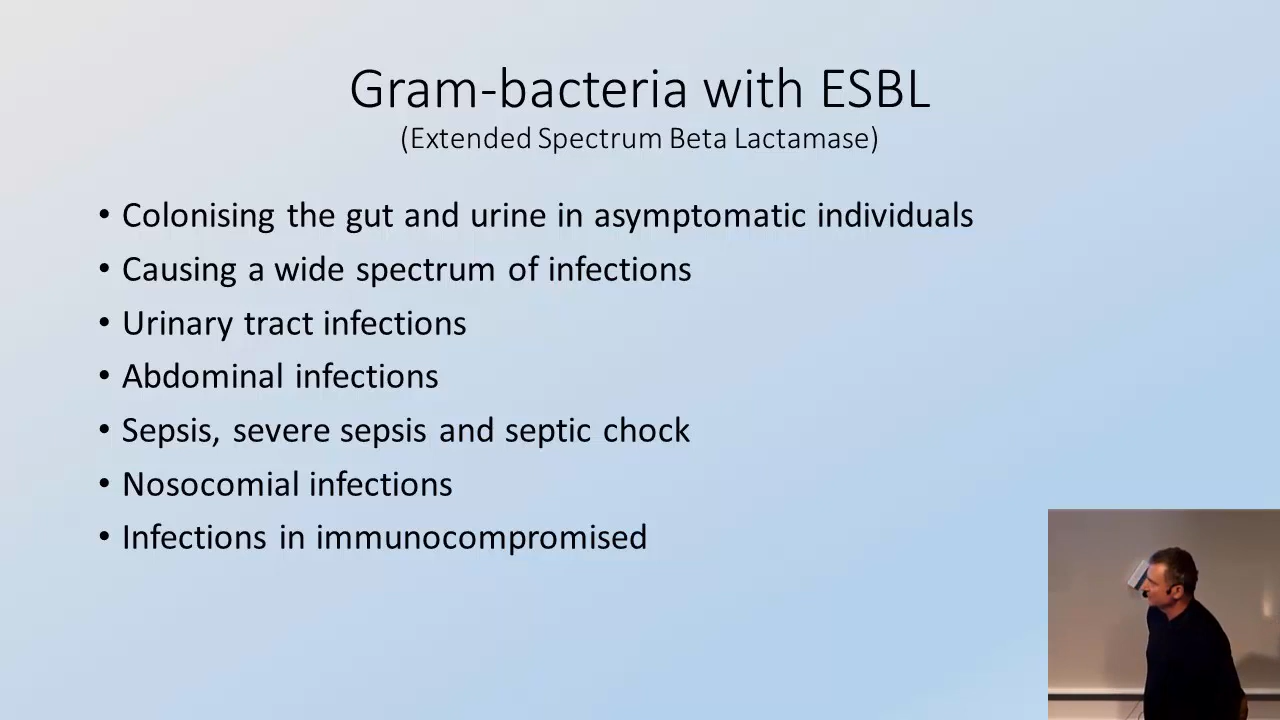 Gram-bacteria with ESBL
(Extended Spectrum Beta Lactamase)
• Colonising the gut and urine in asymptomatic individuals
• Causing a wide spectrum of infections
• Urinary tract infections
• Abdominal infections
• Sepsis, severe sepsis and septic chock
• Nosocomial infections
• Infections in immunocompromised